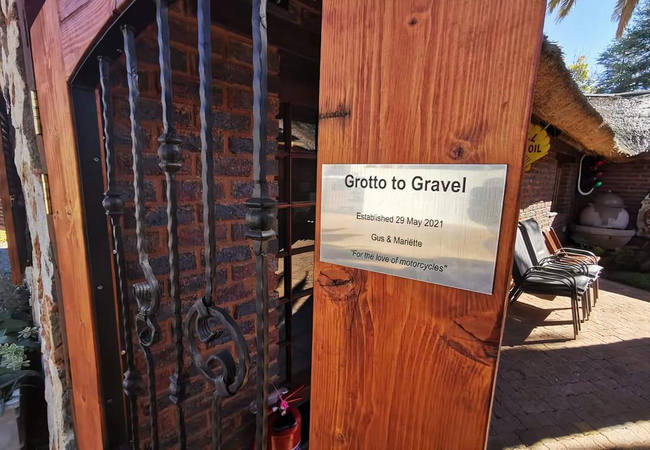 Grotto to Gravel
Established 29 May 2021
Gus & Mariëtte
"For the love of motorcycles"
OIL